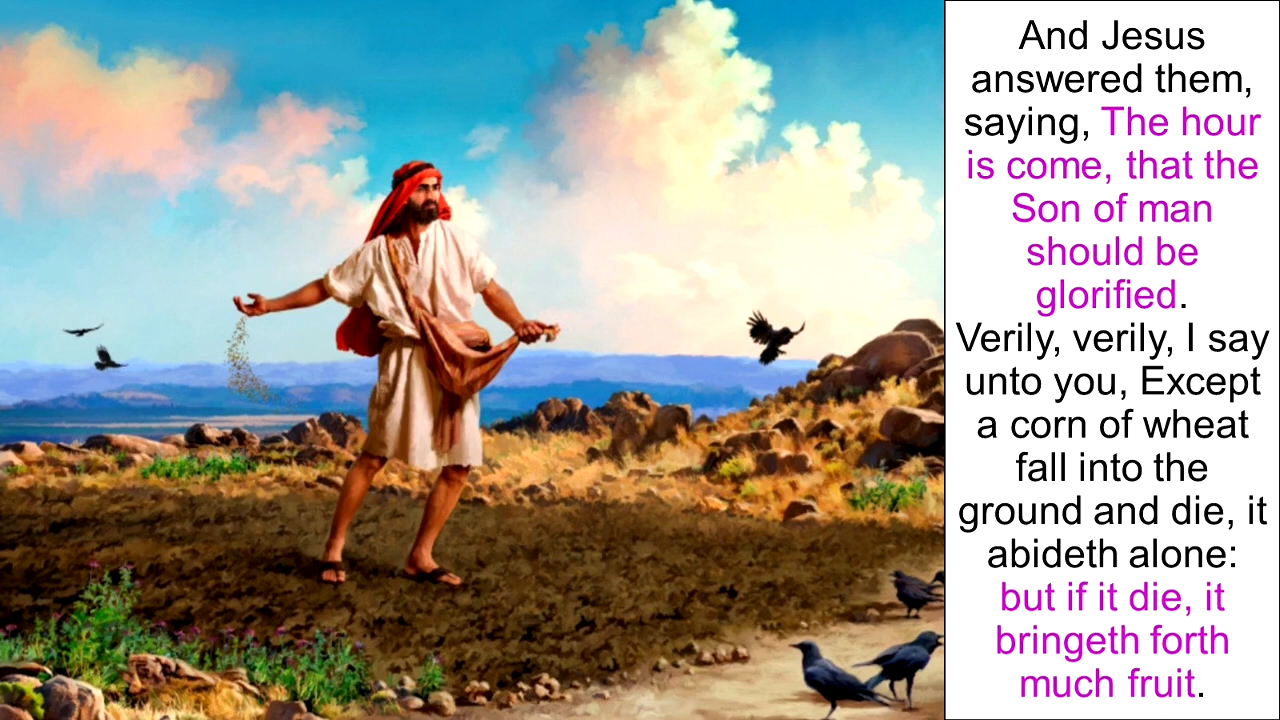 And Jesus
answered them,
saying, The hour
is come, that the
Son of man
should be
glorified.
Verily, verily, I say
unto you, Except
a corn of wheat
fall into the
ground and die, it
abideth alone:
but if it die, it
bringeth forth
much fruit.